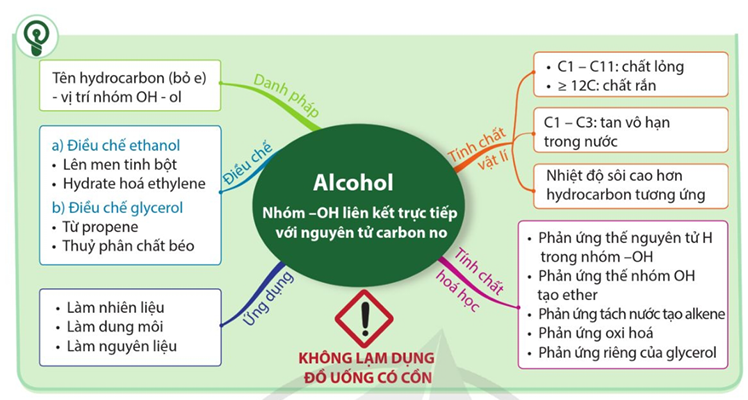 Tên hydrocarbon (bỏ e)
- vị trí nhóm OH - ol
Danh pháp
a) Điều chế ethanol
• Lên men tinh bột
• Hydrate hoá ethylene
b) Điều chế glycerol
• Từ propene
• Thuỷ phân chất béo
Điều chế
• Làm nhiên liệu
• Làm dung môi
• Làm nguyên liệu
Ứng dụng
Alcohol
Nhóm –OH liên kết trực tiếp
với nguyên tử carbon no
KHÔNG LẠM DỤNG
ĐỒ UỐNG CÓ CỒN
Tính chất
vật lí
• C1 – C11: chất lỏng
• ≥ 12C: chất rắn
C1 – C3: tan vô hạn
trong nước
Nhiệt độ sôi cao hơn
hydrocarbon tương ứng
Tính chất
hoá học
• Phản ứng thế nguyên tử H
trong nhóm –OH
• Phản ứng thế nhóm OH
tạo ether
• Phản ứng tách nước tạo alkene
• Phản ứng oxi hoá
• Phản ứng riêng của glycerol